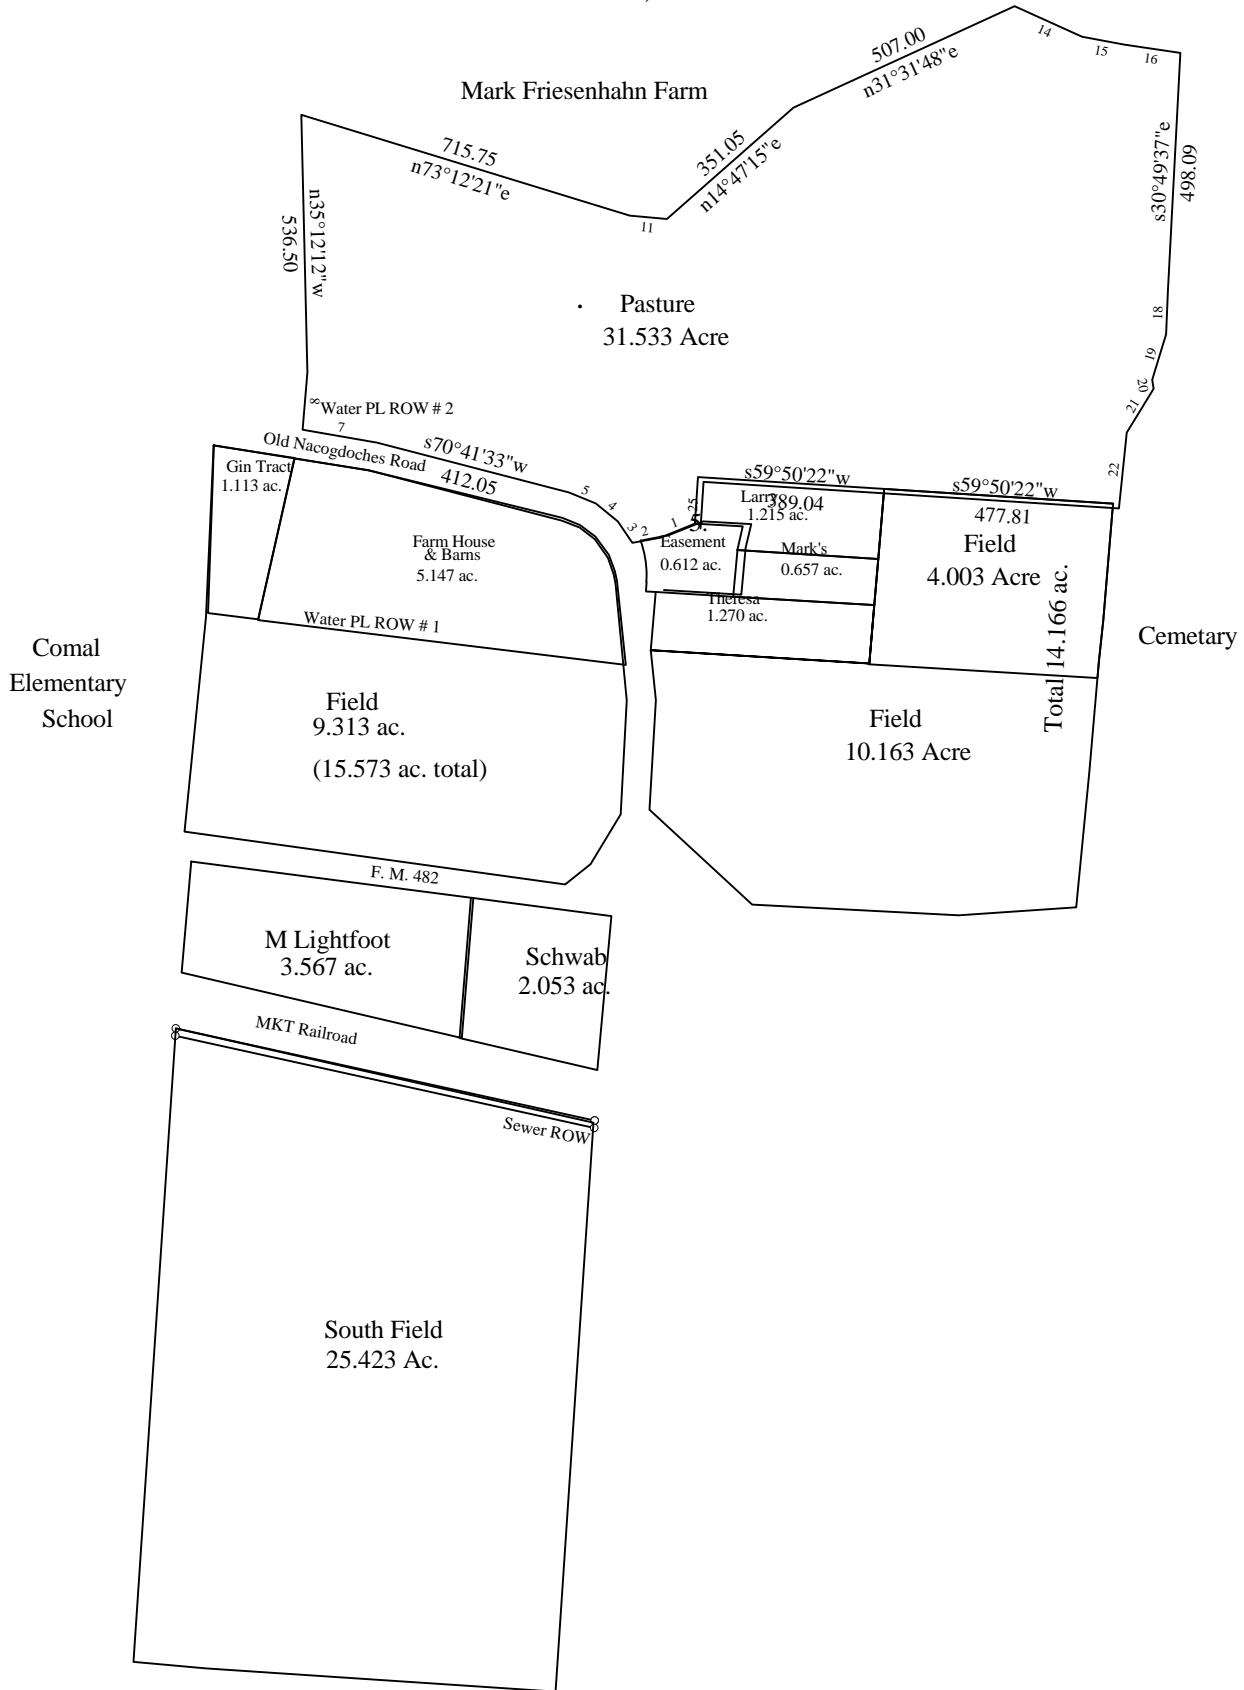 Mark Friesenhahn Farm
507.00
n31°31'48"e
14
15
16
715.75
n73°12'21"e
351.05
n14°47'15"e
11
s30°49'37"e
498.09
n35°12'12"w
536.50
Pasture
31.533 Acre
18
19
20
21
22
8
Water PL ROW # 2
7
Old Nacogdoches Road
s70°41'33"w
412.05
5
4
3
2
1
25
s59°50'22"w
389.04
s59°50'22"w
477.81
Gin Tract
1.113 ac.
Farm House
& Barns
5.147 ac.
Water PL ROW # 1
Larry
1.215 ac.
Easement
0.612 ac.
Mark's
0.657 ac.
Theresa
1.270 ac.
Field
4.003 Acre
Total 14.166 ac.
Cemetary
Comal
Elementary
School
Field
9.313 ac.
(15.573 ac. total)
Field
10.163 Acre
F. M. 482
M Lightfoot
3.567 ac.
Schwab
2.053 ac.
MKT Railroad
Sewer ROW
South Field
25.423 Ac.